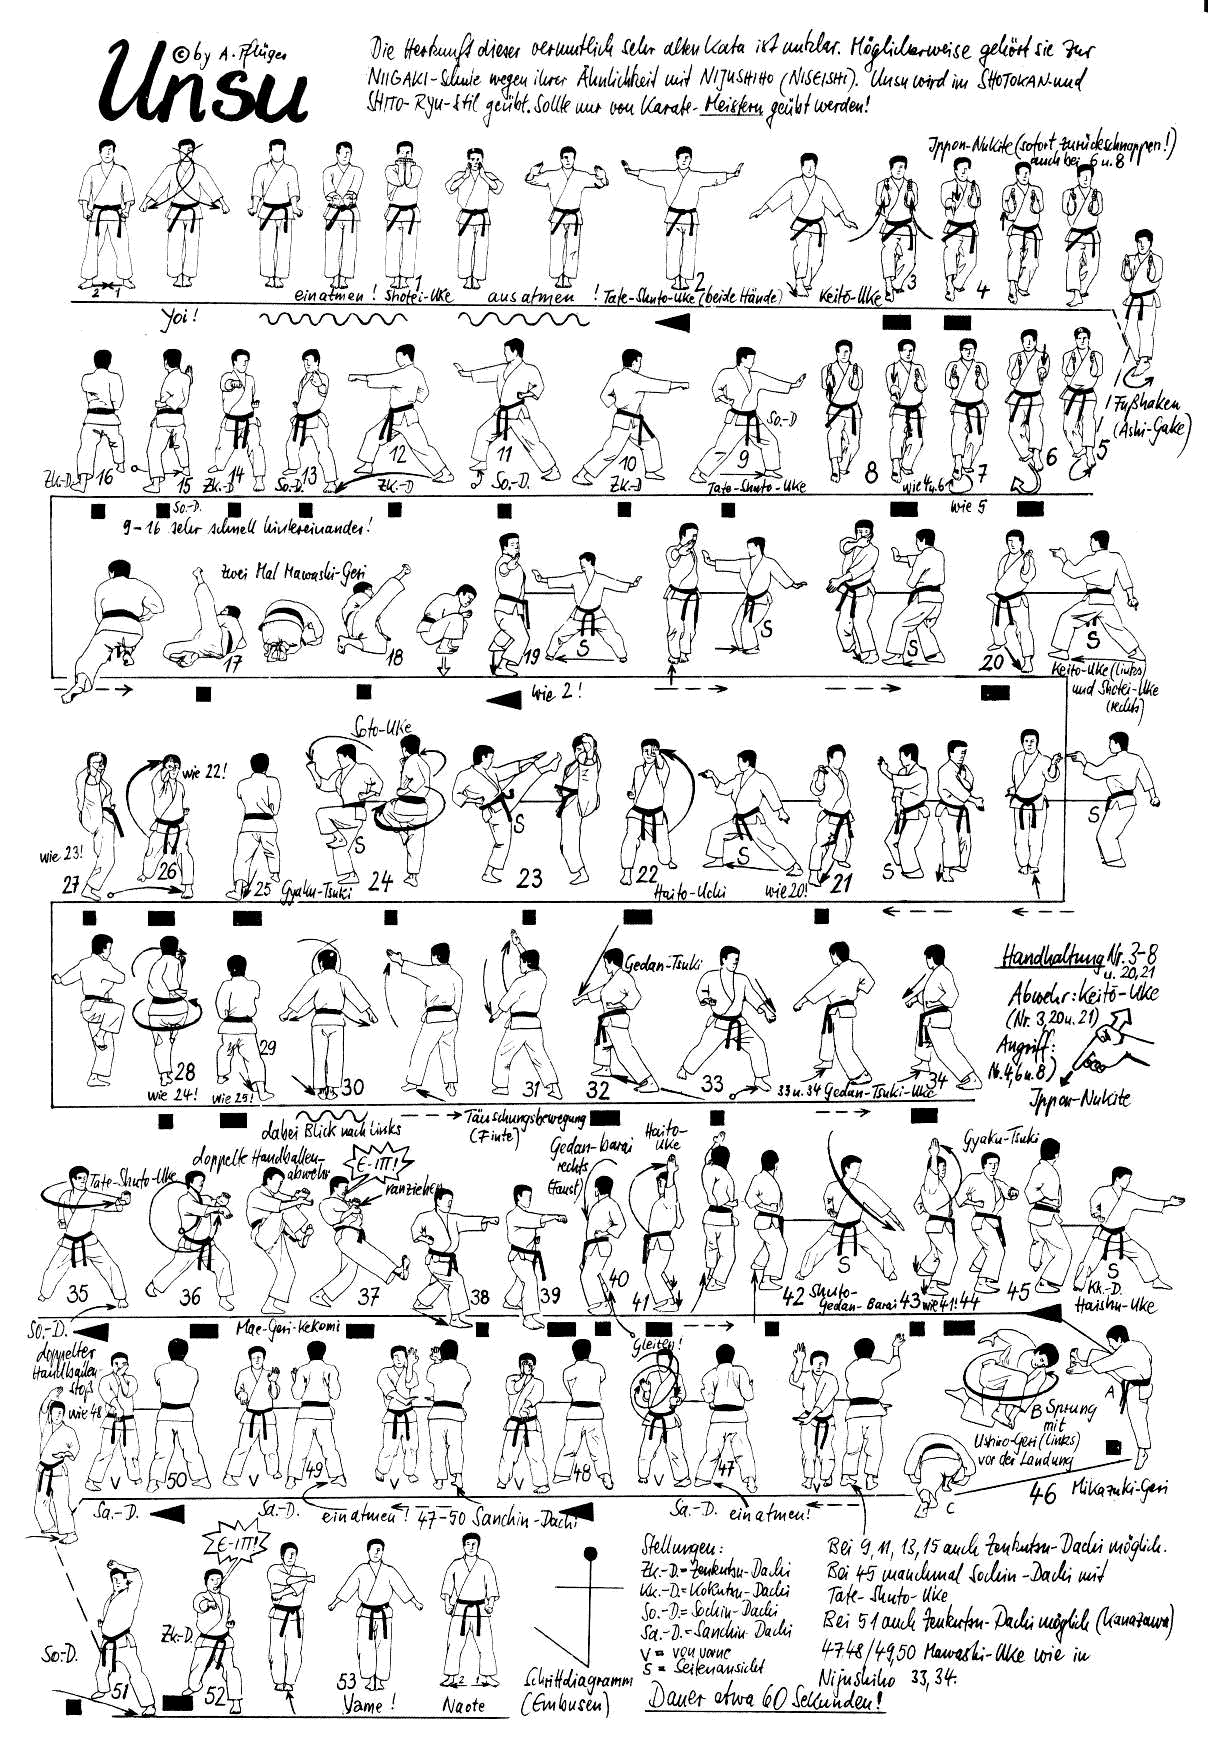 Unsu
© by A. Pflüger
Die Herkunft dieser vermutlich sehr alten Kata ist unklar. Möglicherweise gehört sie zur
NIIGAKI-Schule wegen ihrer Ähnlichkeit mit NIJUSHIHO (NISEISHI). Unsu wird im SHOTOKAN- und
SHITO-RYU-Stil geübt. Sollte nur von Karate-Meistern geübt werden!
Ippon-Nukite (sofort zurückschnappen!)
auch bei 6 u. 8
2 1
1
2
3
4
einatmen! Shotei-Uke ausatmen! Tate-Shuto-Uke (beide Hände) Keitō-Uke
Yoi!
Fußhaken
(Ashi-Gake)
So.-D.
Zk.-D. 16 15 Zk.-D 14 So.-D. 13 Zk.-D. 12 11 So.-D. 10 Zk.-D 9 8 7 6 5
Tate-Shuto-Uke
wie 4 u. 6
So.-D.
wie 5
9-16 sehr schnell hintereinander!
zwei Mal Mawashi-Geri
17 18 19 S S S 20 S
Keito-Uke (links)
und Shotei-Uke
(rechts)
wie 2!
Soto-Uke
wie 22!
wie 23!
27 26 25 Gyaku-Tsuki 24 S 23 S 22 S 21 S S
Haito-Uchi
wie 20!
Gedan-Tsuki
Handhaltung Nr. 3-8
u. 20, 21
Abwehr: Keitō-Uke
(Nr. 3, 20 u. 21)
Angriff:
Nr. 4, 6 u. 8)
Ippon-Nukite
28 29 30 31 32 33 34
wie 24! wie 25!
33 u. 34 Gedan-Tsuki-Uke
dabei Blick nach links
Täuschungsbewegung
(Finte)
doppelte Handballen-
abwehr
E-ITT!
ranziehen
Gedan-barai
rechts
(Faust)
Haito-
Uke
Gyaku-Tsuki
Tate-Shuto-Uke
35 36 37 38 39 40 41 42 Shuto-
Gedan-Barai 43 wie 41! 44 45
S
S
Kk.-D.
Haishu-Uke
So.-D.
Mae-Geri-Kekomi
Gleiten!
doppelter
Handballen-
stoß
wie 48
V 50 V 49 V V 48 V 47
A
B Sprung
mit
Ushiro-Geri (links)
vor der Landung
C
46 Mikazuki-Geri
Sa.-D. Sa.-D. einatmen! 47-50 Sanchin-Dachi Sa.-D. einatmen!
E-ITT!
So.-D.
51
Zk.-D.
52
53
Yame!
2 1
Naote
Schrittdiagramm
(Embusen)
Stellungen:
Zk.-D. = Zenkutsu-Dachi
Kk.-D. = Kokutsu-Dachi
So.-D. = Sochin-Dachi
Sa.-D. = Sanchin-Dachi
V = von vorne
S = Seitenansicht
Dauer etwa 60 Sekunden!
Bei 9, 11, 13, 15 auch Zenkutsu-Dachi möglich.
Bei 45 manchmal Sochin-Dachi mit
Tate-Shuto-Uke
Bei 51 auch Zenkutsu-Dachi möglich (Kanazawa)
47.48/49,50 Mawashi-Uke wie in
Nijushiho 33, 34.